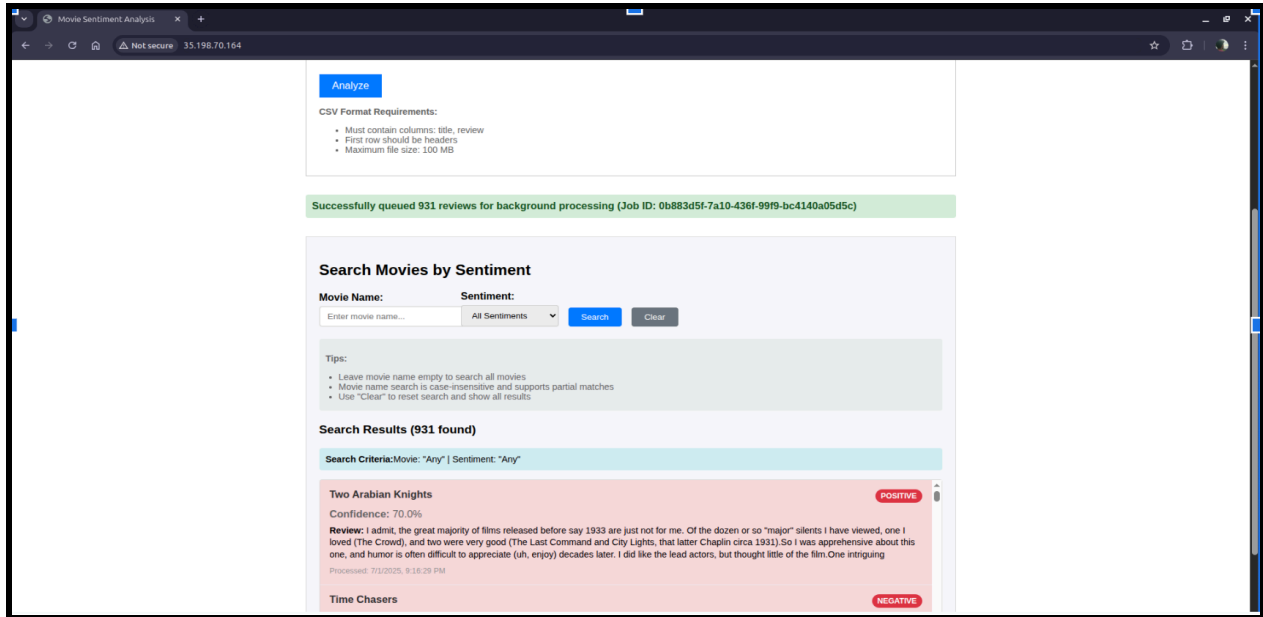 Movie Sentiment Analysis
Not secure 35.198.70.164
Analyze
CSV Format Requirements:
• Must contain columns: title, review
• First row should be headers
• Maximum file size: 100 MB
Successfully queued 931 reviews for background processing (Job ID: 0b883d5f-7a10-436f-99f9-bc4140a05d5c)
Search Movies by Sentiment
Movie Name: Sentiment:
Enter movie name... All Sentiments Search Clear
Tips:
• Leave movie name empty to search all movies
• Movie name search is case-insensitive and supports partial matches
• Use "Clear" to reset search and show all results
Search Results (931 found)
Search Criteria:Movie: "Any" | Sentiment: "Any"
Two Arabian Knights POSITIVE
Confidence: 70.0%
Review: I admit, the great majority of films released before say 1933 are just not for me. Of the dozen or so "major" silents I have viewed, one I
loved (The Crowd), and two were very good (The Last Command and City Lights, that latter Chaplin circa 1931).So I was apprehensive about this
one, and humor is often difficult to appreciate (uh, enjoy) decades later. I did like the lead actors, but thought little of the film.One intriguing
Processed: 7/1/2025, 9:16:29 PM
Time Chasers NEGATIVE